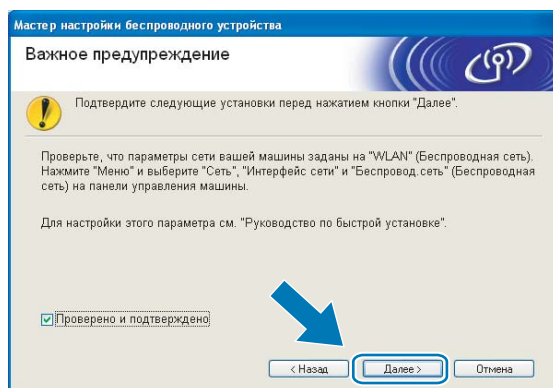 Мастер настройки беспроводного устройства
Важное предупреждение
Подтвердите следующие установки перед нажатием кнопки "Далее".
Проверьте, что параметры сети вашей машины заданы на "WLAN" (Беспроводная сеть).
Нажмите "Меню" и выберите "Сеть", "Интерфейс сети" и "Беспровод.сеть" (Беспроводная
сеть) на панели управления машины.
Для настройки этого параметра см. "Руководство по быстрой установке".
Проверено и подтверждено
< Назад
Далее >
Отмена